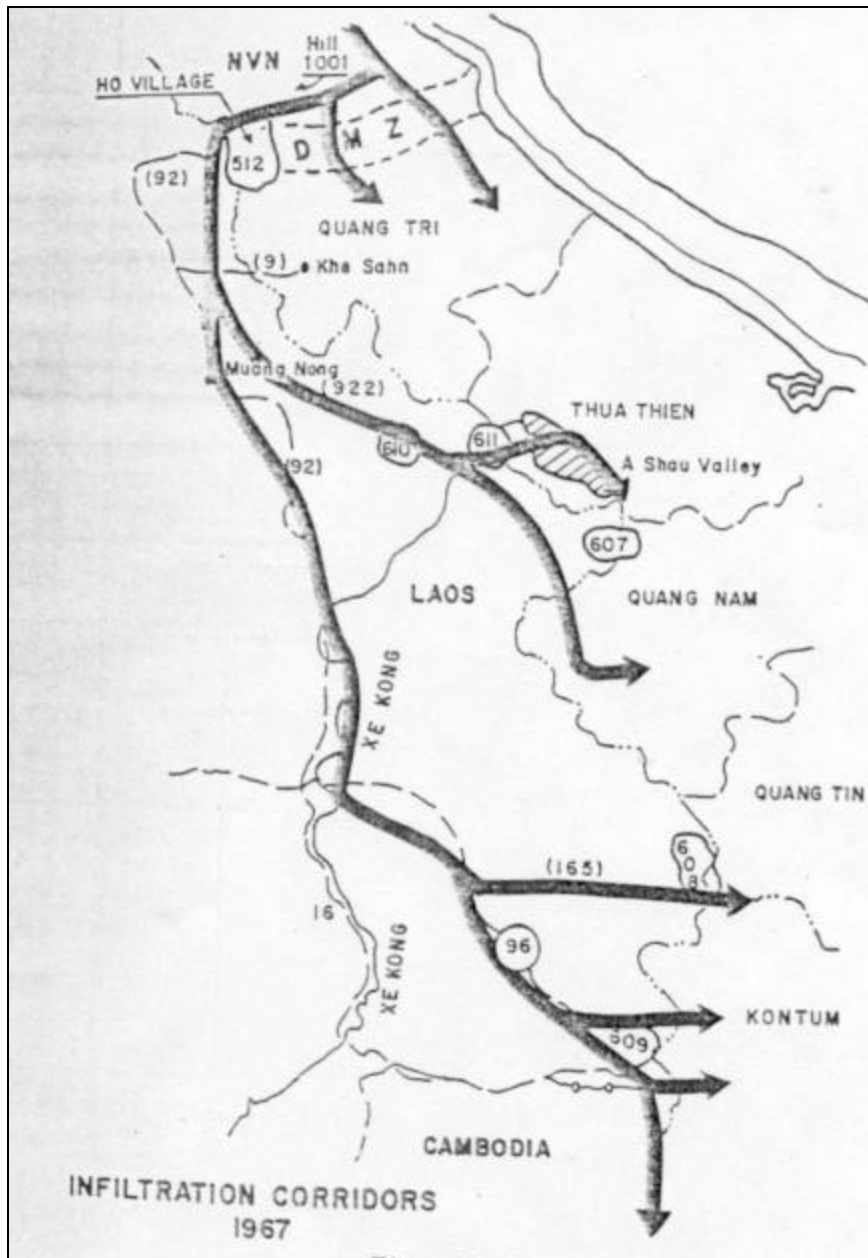 NVN
Hill
1001
HO VILLAGE
DMZ
512
(92)
QUANG TRI
(9)
Khe Sahn
Muang Nong
(922)
THUA THIEN
611
610
A Shau Valley
(92)
607
LAOS
QUANG NAM
XE KONG
QUANG TIN
608
(165)
16
96
XE KONG
KONTUM
609
CAMBODIA
INFILTRATION CORRIDORS
1967